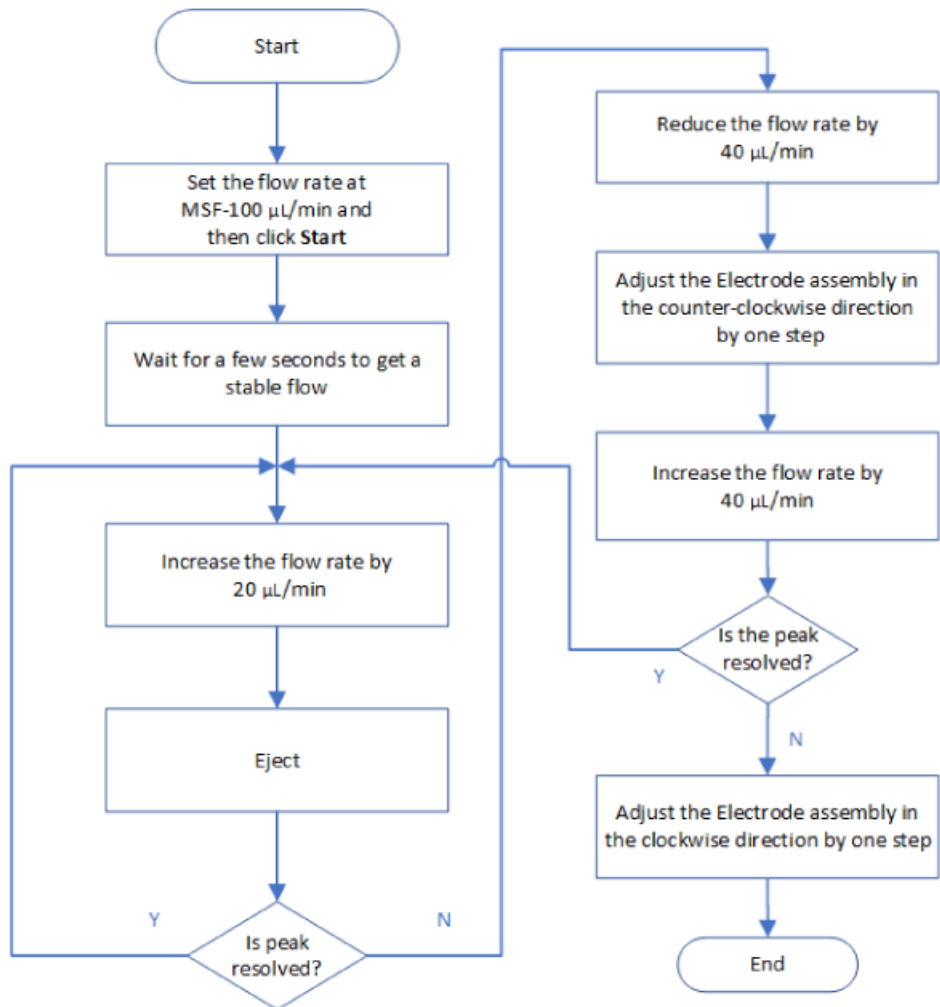 Start
Set the flow rate at
MSF-100 µL/min and
then click Start
Wait for a few seconds to get a
stable flow
Increase the flow rate by
20 µL/min
Eject
Y
N
Is peak
resolved?
Reduce the flow rate by
40 µL/min
Adjust the Electrode assembly in
the counter-clockwise direction
by one step
Increase the flow rate by
40 µL/min
Is the peak
resolved?
Y
N
Adjust the Electrode assembly in
the clockwise direction by one step
End